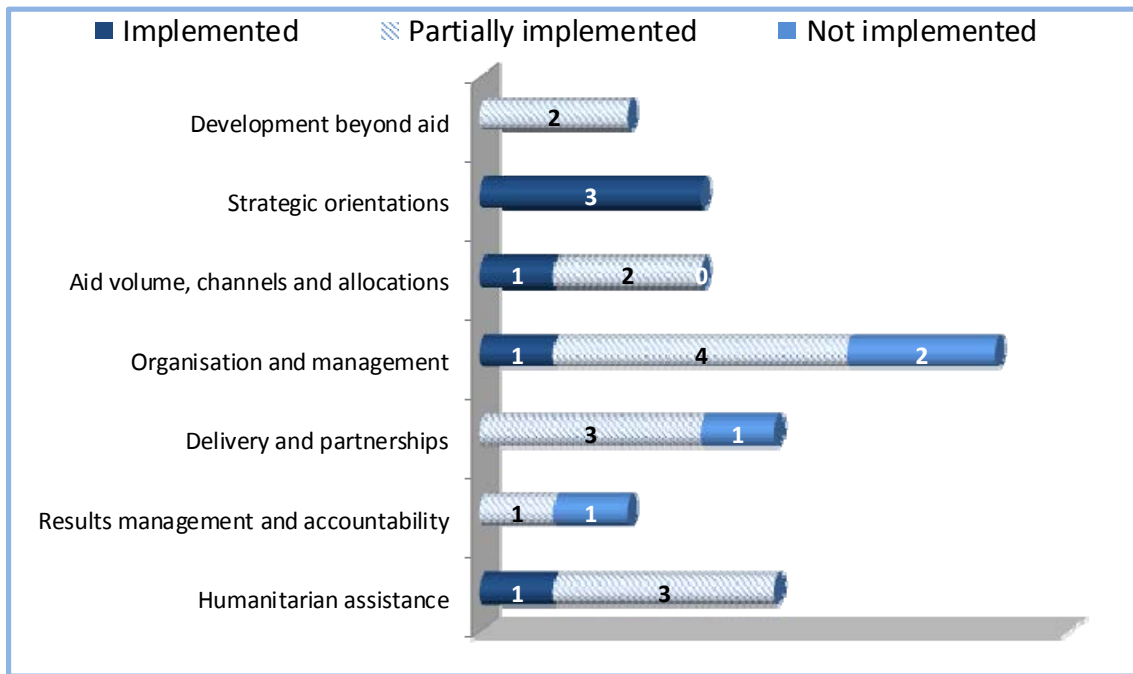 Implemented Partially implemented Not implemented
Development beyond aid 2
Strategic orientations 3
Aid volume, channels and allocations 1 2 0
Organisation and management 1 4 2
Delivery and partnerships 3 1
Results management and accountability 1 1
Humanitarian assistance 1 3